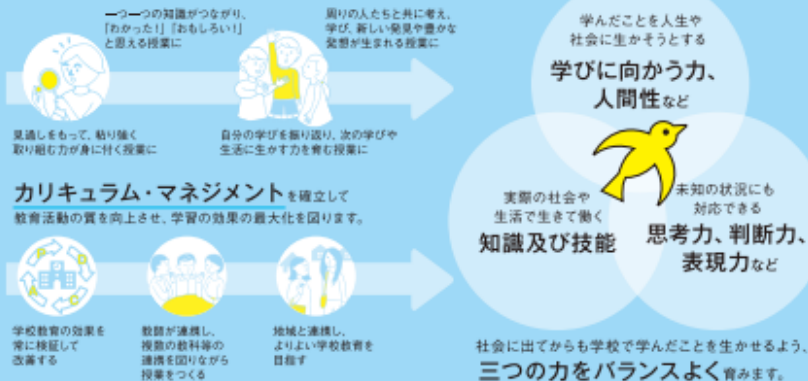 一つ一つの知識がつながり、
「わかった！」「おもしろい！」
と思える授業に
周りの人たちと共に考え、
学び、新しい発見や豊かな
発想が生まれる授業に
見通しをもって、粘り強く
取り組む力が身に付く授業に
自分の学びを振り返り、次の学びや
生活に生かす力を育む授業に
カリキュラム・マネジメントを確立して
教育活動の質を向上させ、学習の効果の最大化を図ります。
学校教育の効果を
常に検証して
改善する
教師が連携し、
複数の教科等の
連携を図りながら
授業をつくる
地域と連携し、
よりよい学校教育を
目指す
学んだことを人生や
社会に生かそうとする
学びに向かう力、
人間性など
実際の社会や
生活で生きて働く
知識及び技能
未知の状況にも
対応できる
思考力、判断力、
表現力など
社会に出てからも学校で学んだことを生かせるよう、
三つの力をバランスよく育みます。